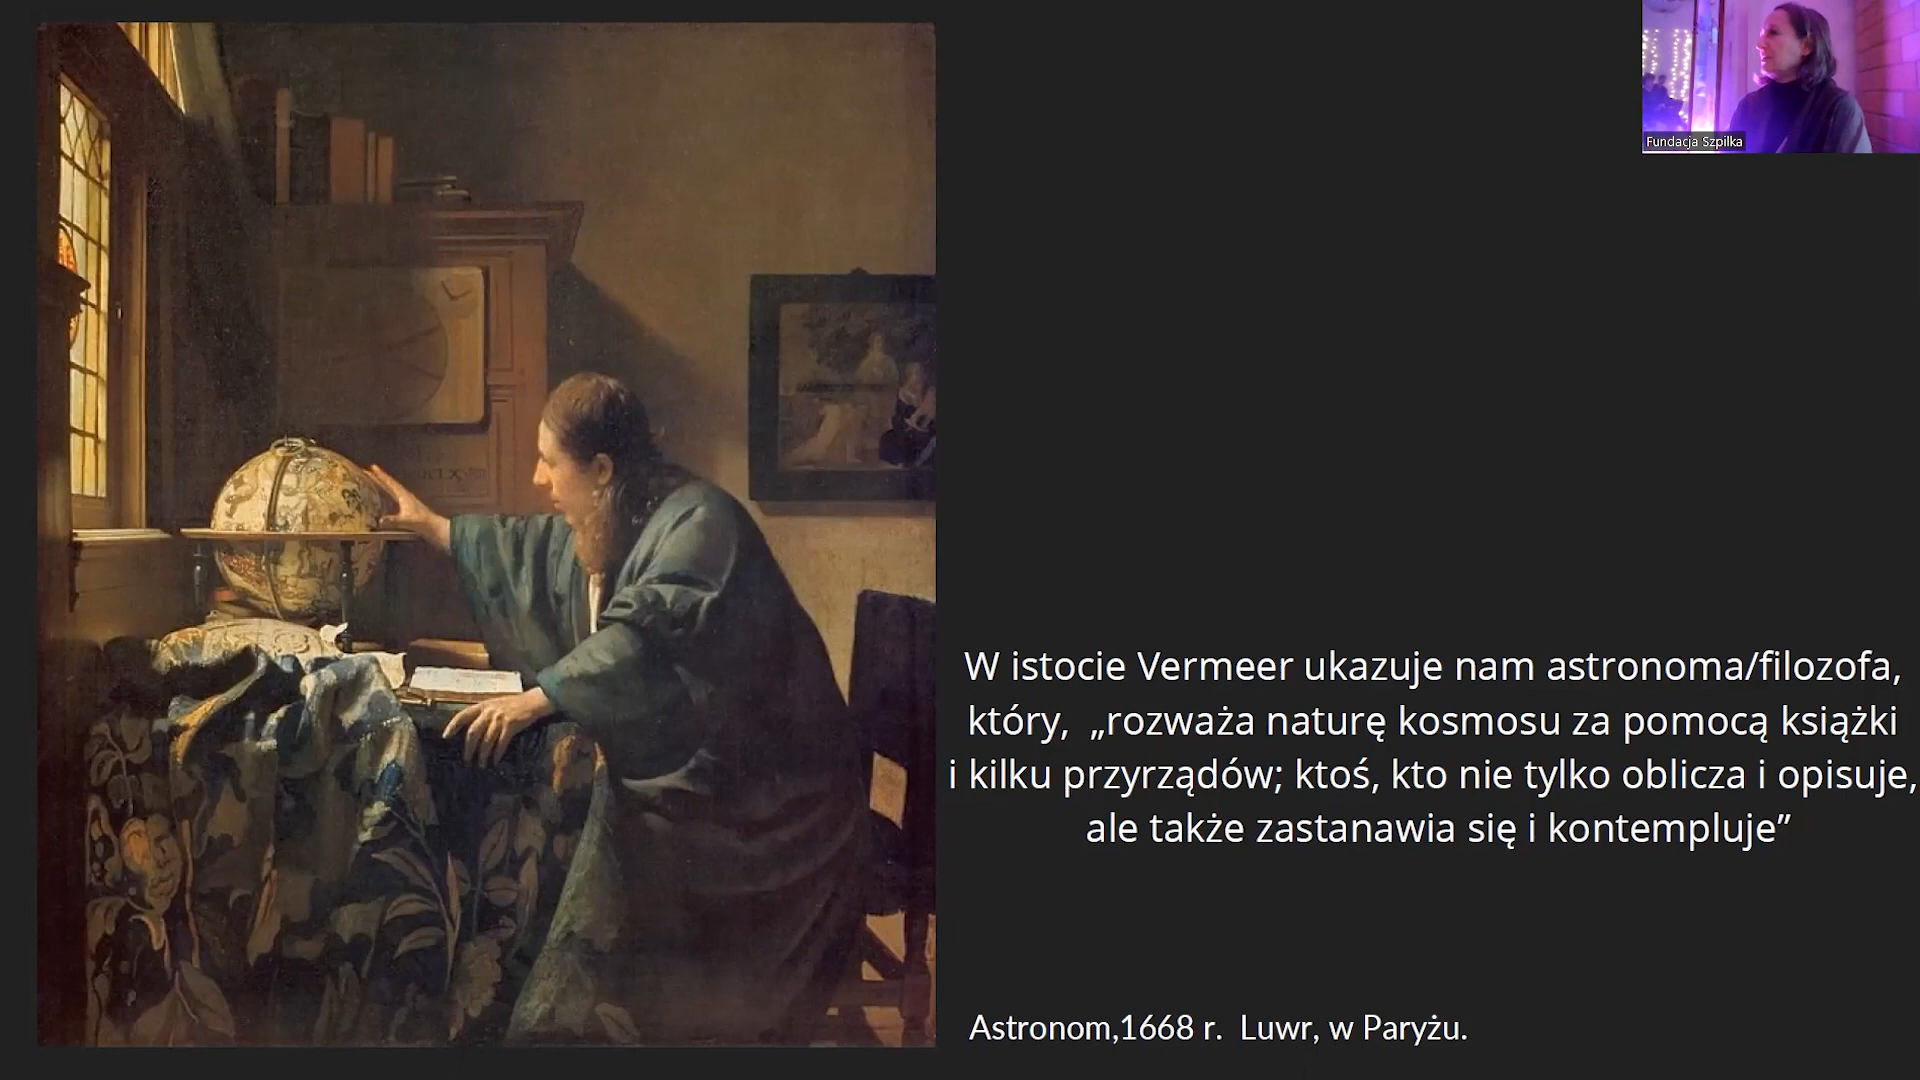 Fundacja Szpilka
W istocie Vermeer ukazuje nam astronoma/filozofa,
który,  „rozważa naturę kosmosu za pomocą książki
i kilku przyrządów; ktoś, kto nie tylko oblicza i opisuje,
ale także zastanawia się i kontempluje”
Astronom,1668 r.  Luwr, w Paryżu.